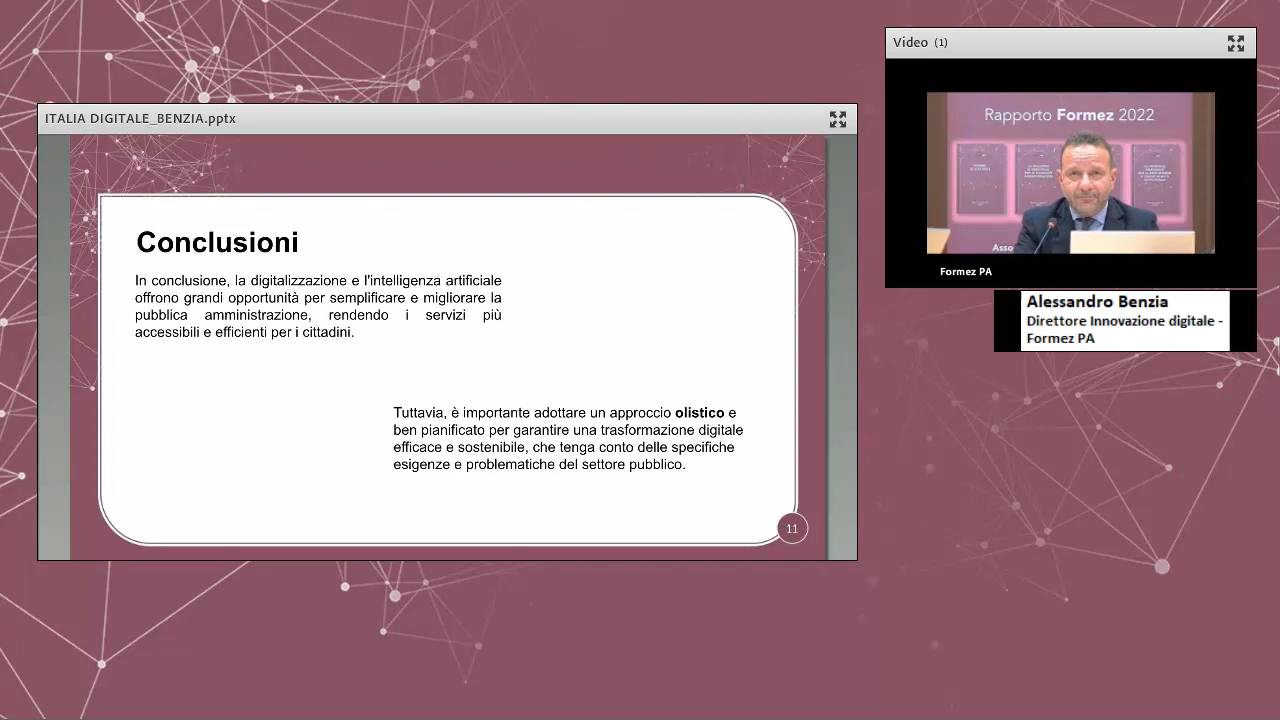 ITALIA DIGITALE_BENZIA.pptx
Conclusioni
In conclusione, la digitalizzazione e l'intelligenza artificiale
offrono grandi opportunità per semplificare e migliorare la
pubblica amministrazione, rendendo i servizi più
accessibili e efficienti per i cittadini.
Tuttavia, è importante adottare un approccio olistico e
ben pianificato per garantire una trasformazione digitale
efficace e sostenibile, che tenga conto delle specifiche
esigenze e problematiche del settore pubblico.
11
Video (1)
Rapporto Formez 2022
Asso
Formez PA
Alessandro Benzia
Direttore Innovazione digitale -
Formez PA